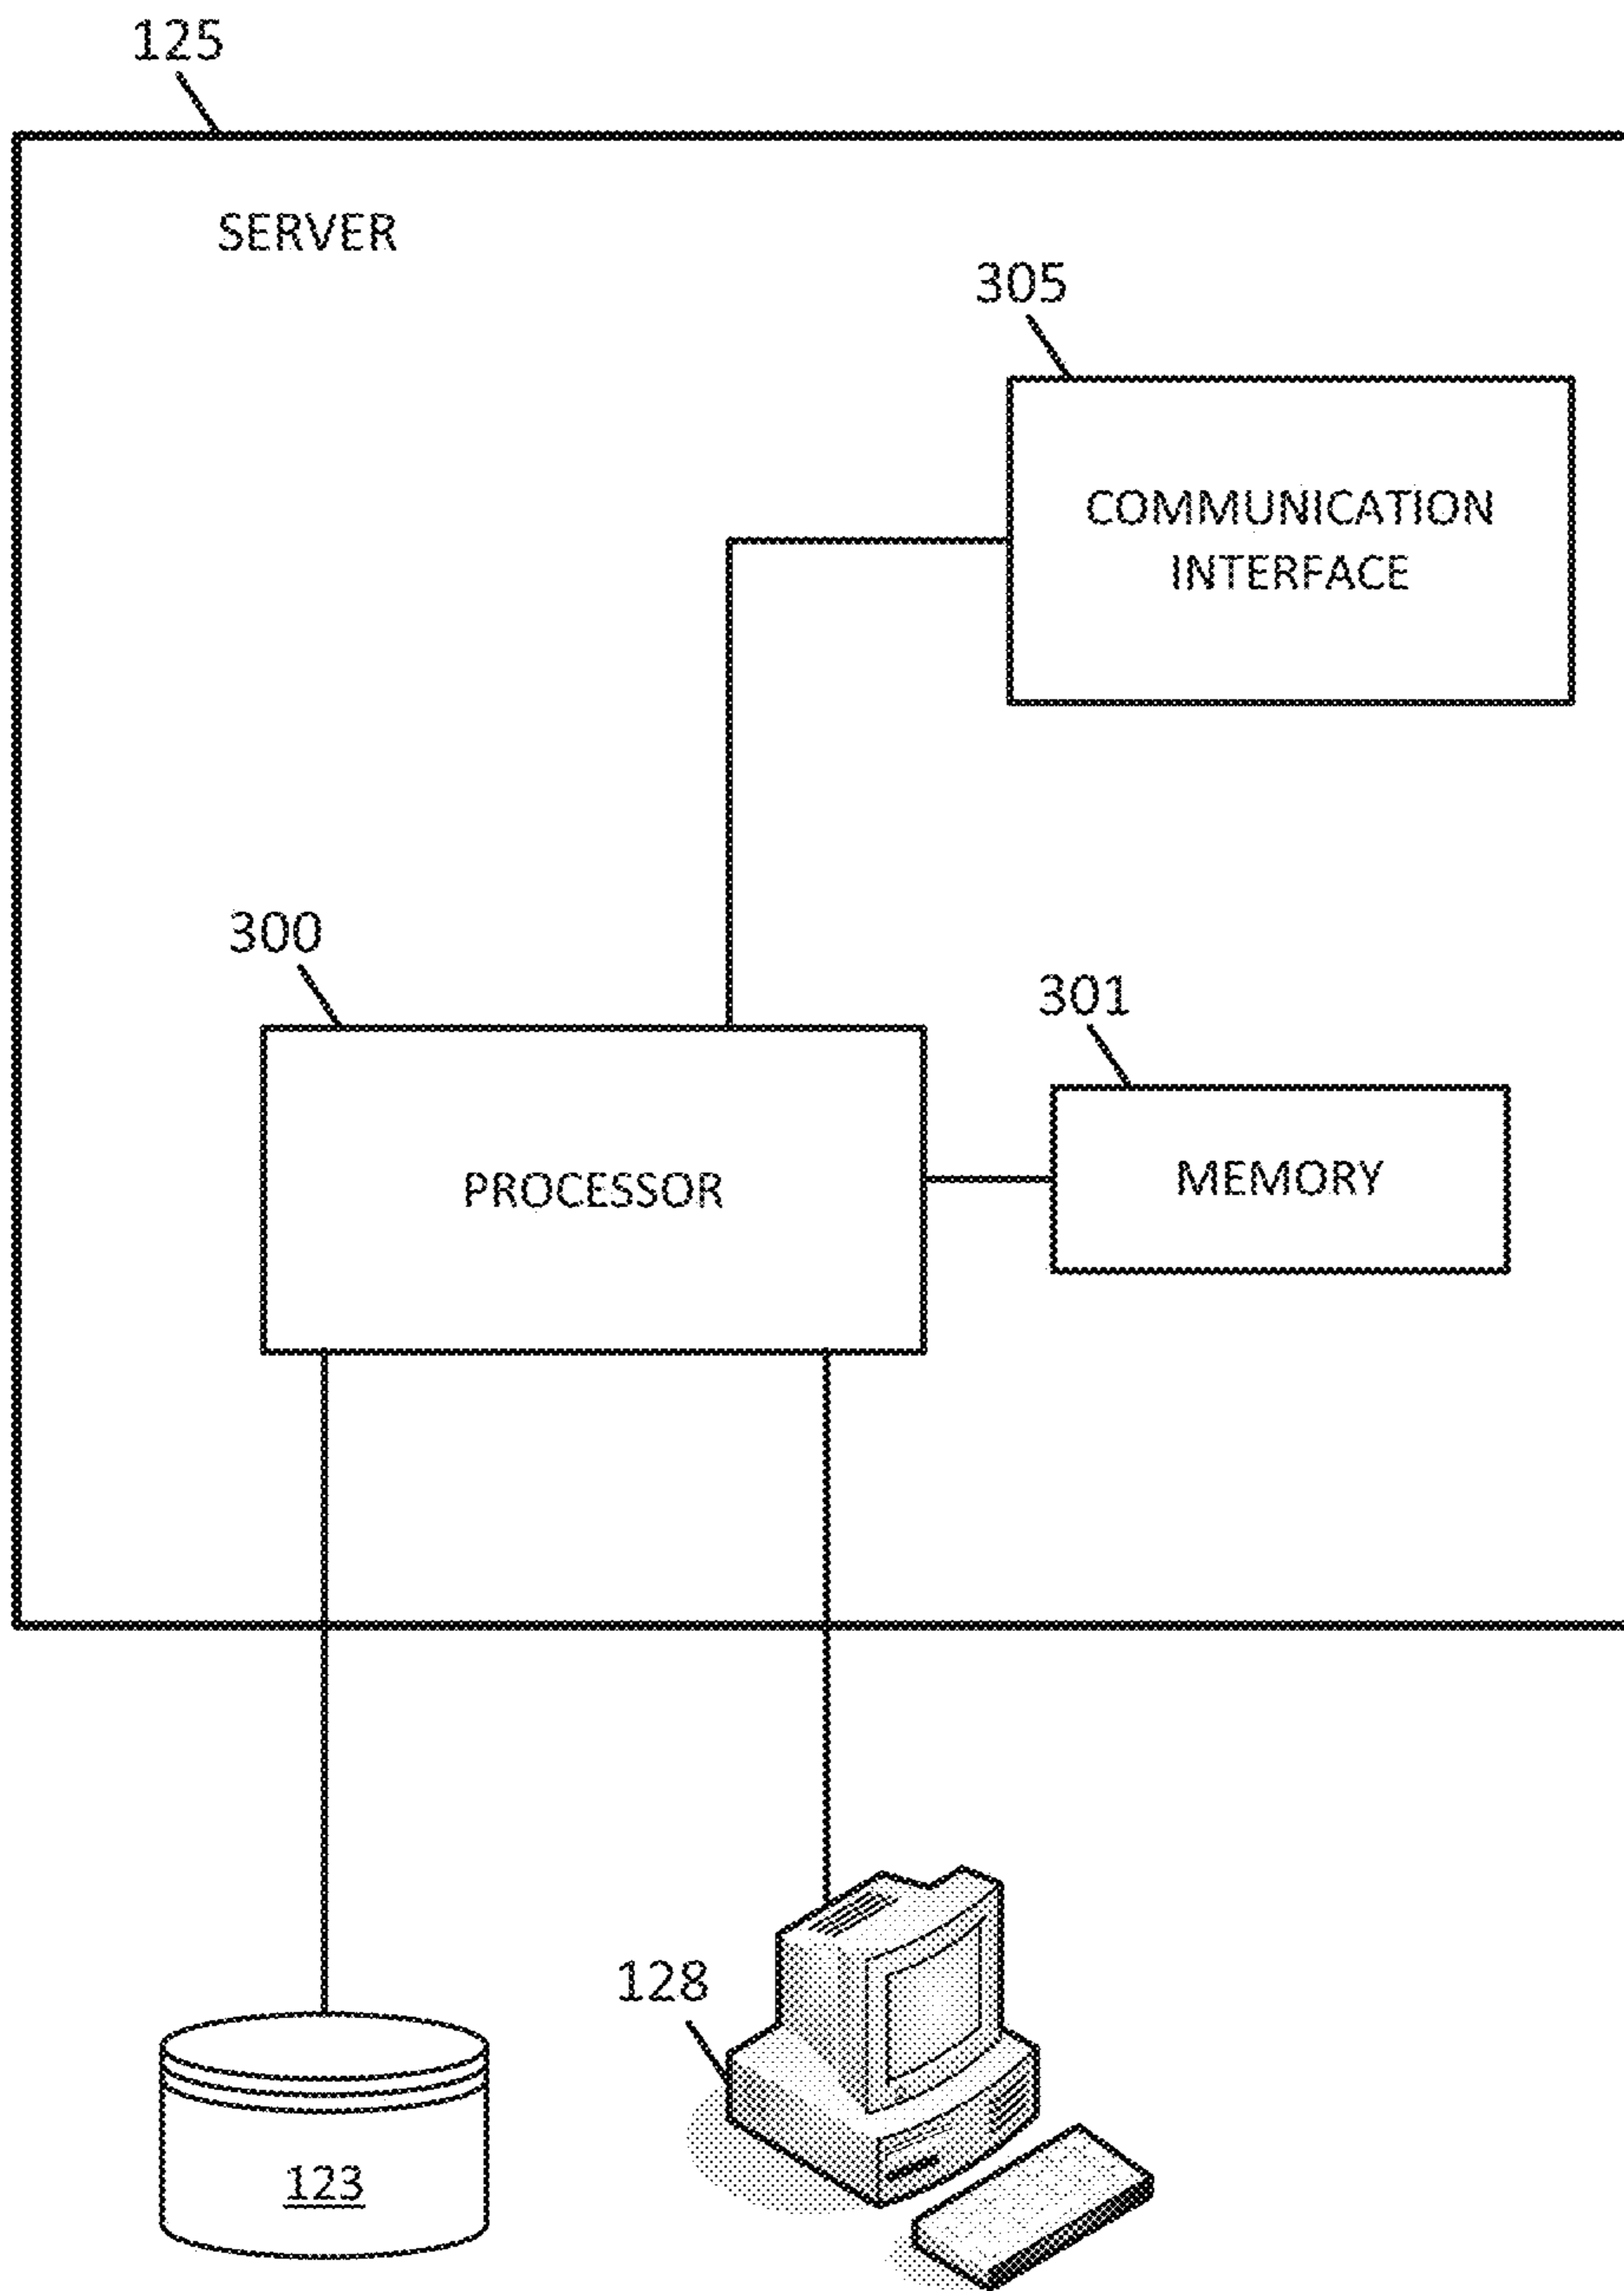 125
SERVER
305
COMMUNICATION
INTERFACE
300
301
PROCESSOR
MEMORY
128
123